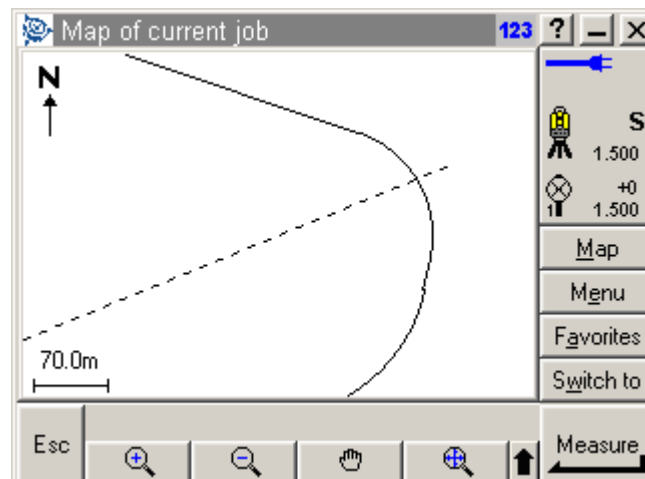 Map of current job
123
?
N
S
1.500
+0
1
1.500
Map
Menu
Favorites
Switch to
70.0m
Esc
Measure